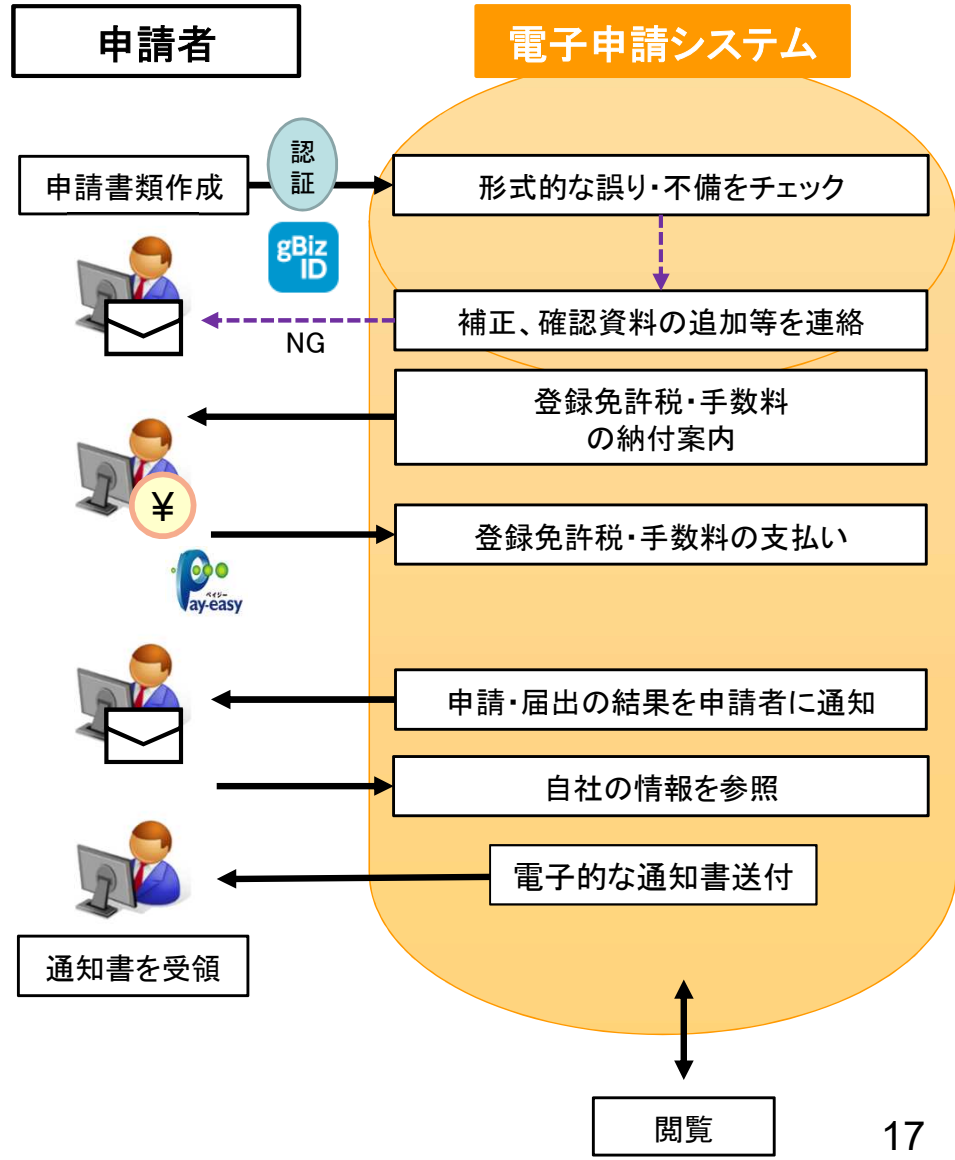 申請者
電子申請システム
認
証
申請書類作成
形式的な誤り・不備をチェック
gBiz
ID
補正、確認資料の追加等を連絡
NG
登録免許税・手数料
の納付案内
¥
登録免許税・手数料の支払い
ペイジー
Pay-easy
申請・届出の結果を申請者に通知
自社の情報を参照
電子的な通知書送付
通知書を受領
閲覧
17